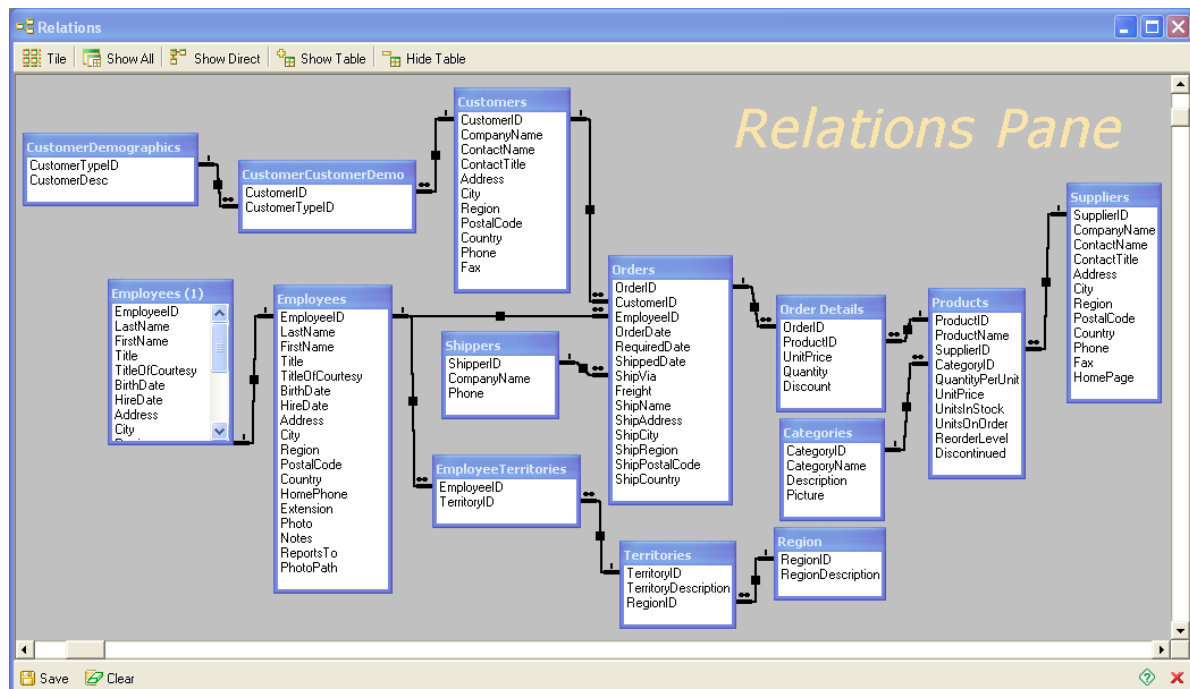 Relations
Tile Show All Show Direct Show Table Hide Table
Relations Pane
CustomerDemographics
CustomerTypeID
CustomerDesc
CustomerCustomerDemo
CustomerID
CustomerTypeID
Customers
CustomerID
CompanyName
ContactName
ContactTitle
Address
City
Region
PostalCode
Country
Phone
Fax
Employees (1)
EmployeeID
LastName
FirstName
Title
TitleOfCourtesy
BirthDate
HireDate
Address
City
Employees
EmployeeID
LastName
FirstName
Title
TitleOfCourtesy
BirthDate
HireDate
Address
City
Region
PostalCode
Country
HomePhone
Extension
Photo
Notes
ReportsTo
PhotoPath
Shippers
ShipperID
CompanyName
Phone
EmployeeTerritories
EmployeeID
TerritoryID
Orders
OrderID
CustomerID
EmployeeID
OrderDate
RequiredDate
ShippedDate
ShipVia
Freight
ShipName
ShipAddress
ShipCity
ShipRegion
ShipPostalCode
ShipCountry
Territories
TerritoryID
TerritoryDescription
RegionID
Order Details
OrderID
ProductID
UnitPrice
Quantity
Discount
Categories
CategoryID
CategoryName
Description
Picture
Region
RegionID
RegionDescription
Products
ProductID
ProductName
SupplierID
CategoryID
QuantityPerUnit
UnitPrice
UnitsInStock
UnitsOnOrder
ReorderLevel
Discontinued
Suppliers
SupplierID
CompanyName
ContactName
ContactTitle
Address
City
Region
PostalCode
Country
Phone
Fax
HomePage
Save Clear